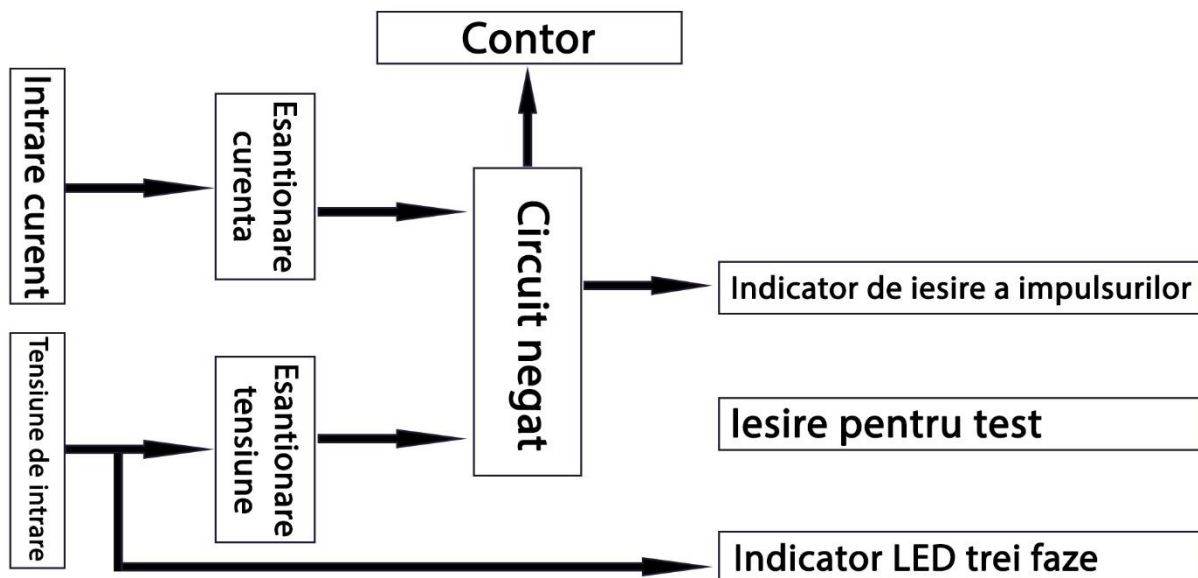 Contor
Intrare curent
Esantionare
curenta
Circuit negat
Indicator de iesire a impulsurilor
Tensiune de intrare
Esantionare
tensiune
Iesire pentru test
Indicator LED trei faze